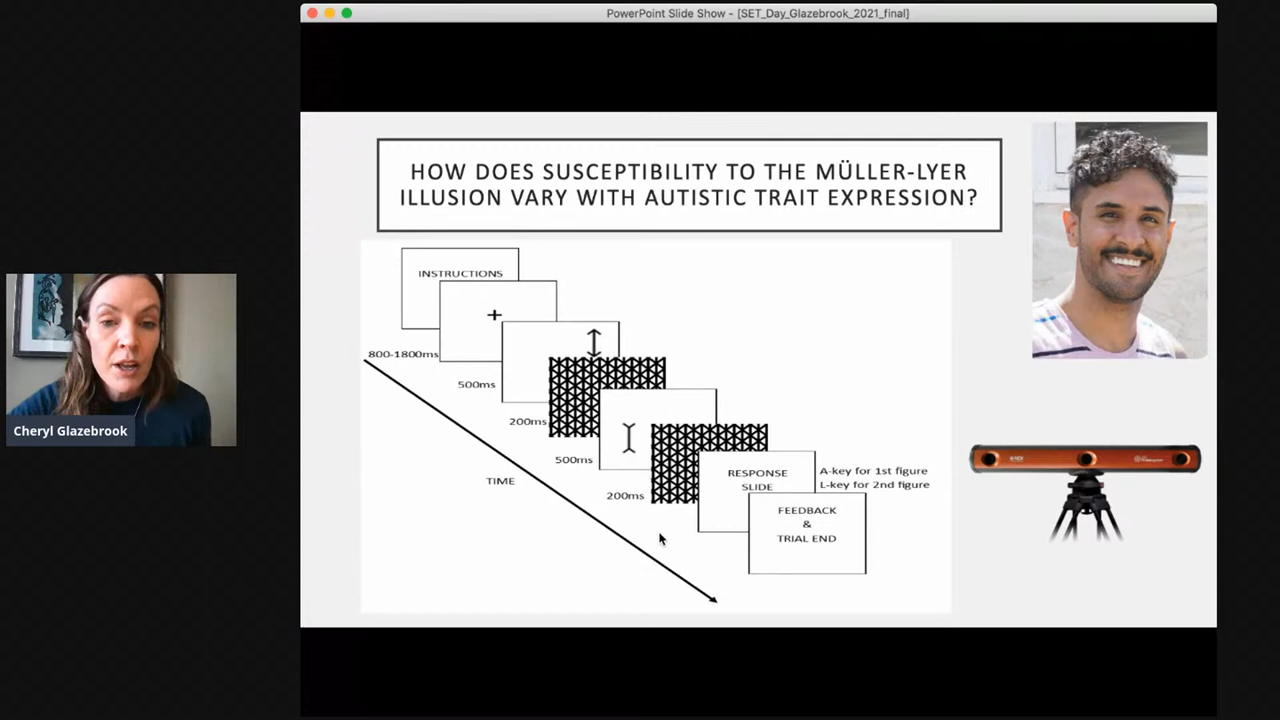 PowerPoint Slide Show - [SET_Day_Glazebrook_2021_final]
HOW DOES SUSCEPTIBILITY TO THE MÜLLER-LYER
ILLUSION VARY WITH AUTISTIC TRAIT EXPRESSION?
INSTRUCTIONS
+
800-1800ms
500ms
200ms
500ms
200ms
TIME
RESPONSE
SLIDE
A-key for 1st figure
L-key for 2nd figure
FEEDBACK
&
TRIAL END
Cheryl Glazebrook